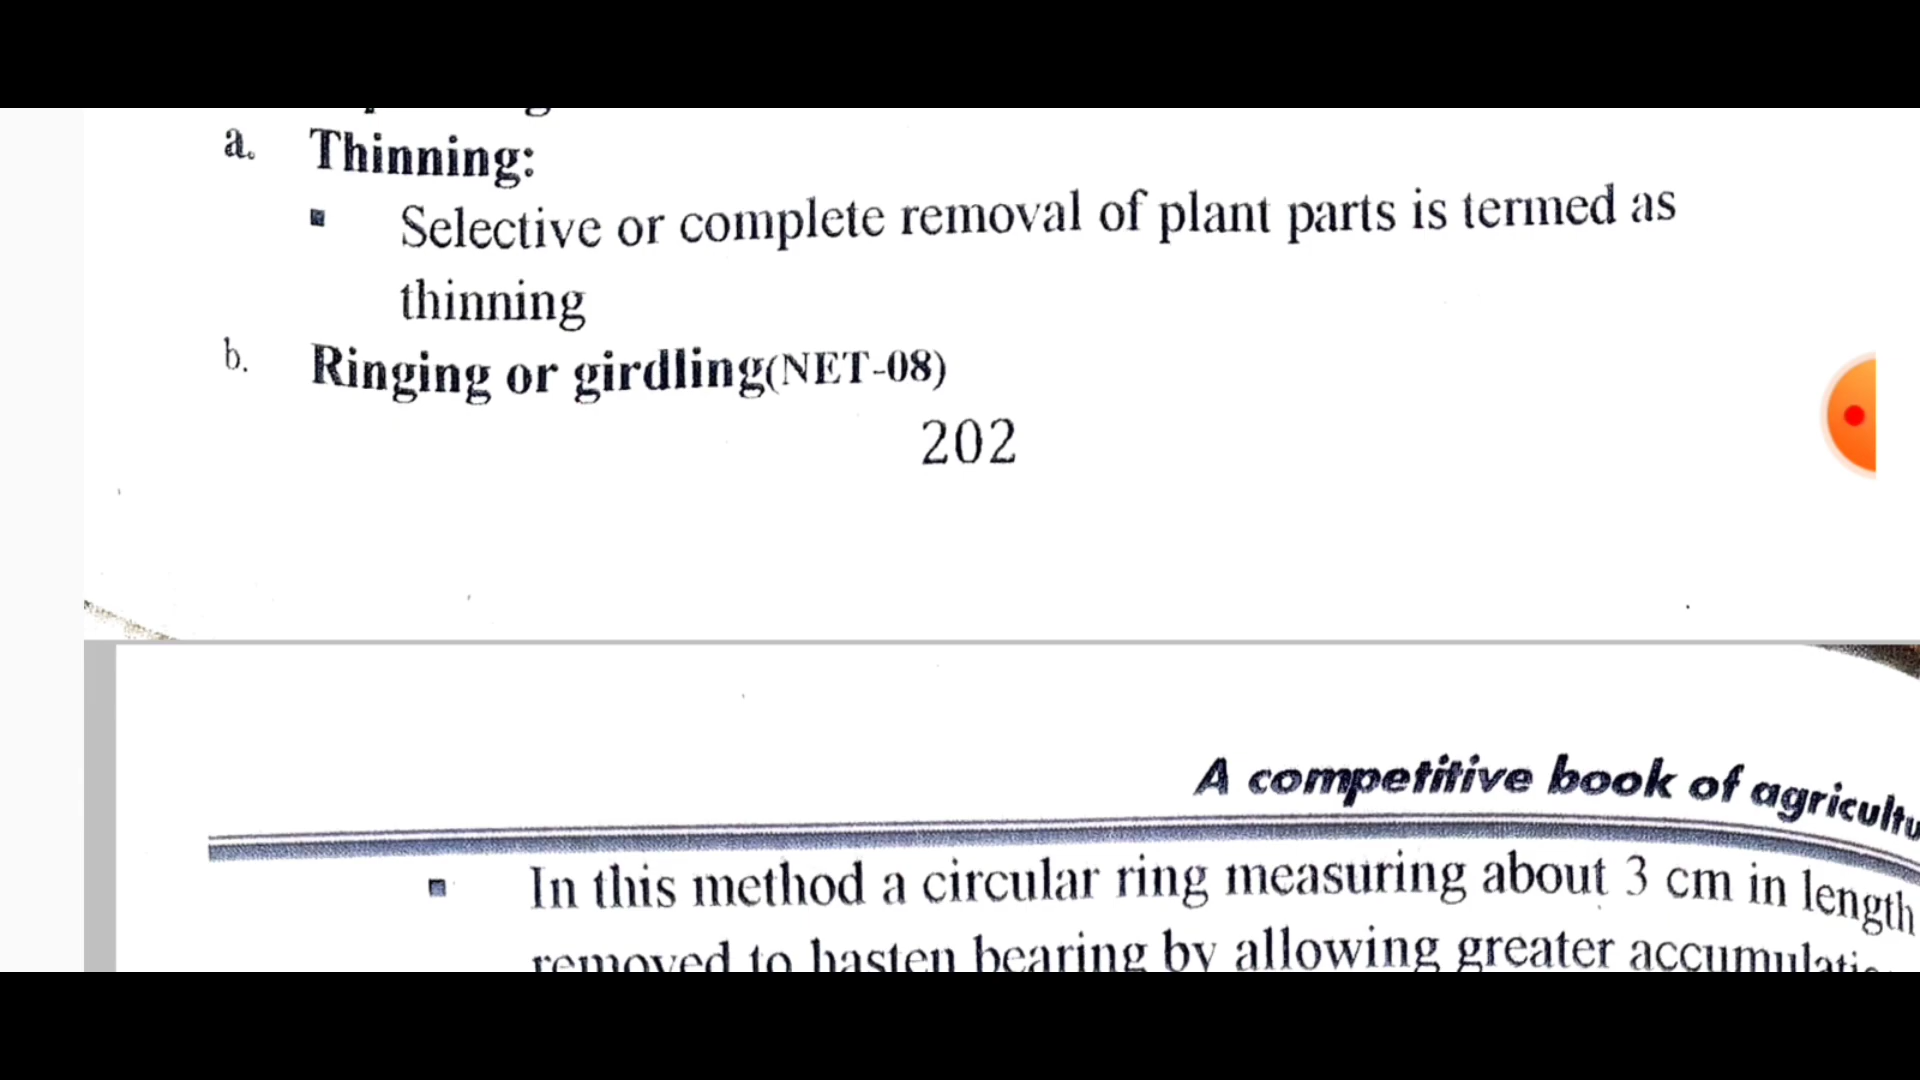 a. Thinning:
▪ Selective or complete removal of plant parts is termed as
thinning
b. Ringing or girdling(NET-08)
202
A competitive book of agricultu
▪ In this method a circular ring measuring about 3 cm in length
removed to hasten bearing by allowing greater